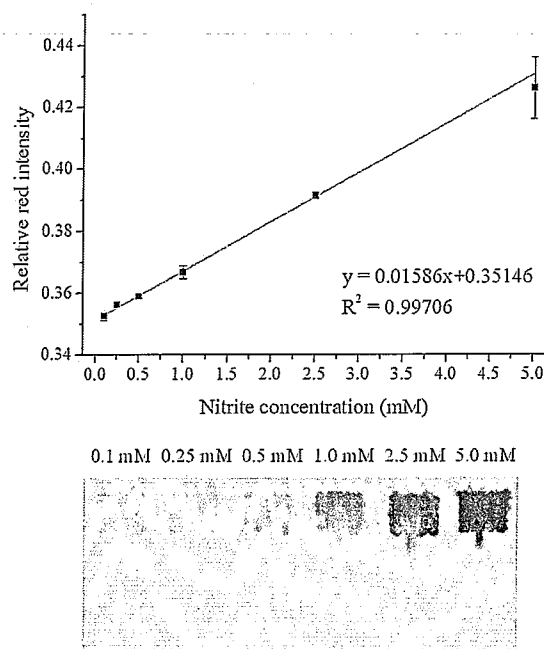 0.44
0.42
0.40
0.38
0.36
0.34
Relative red intensity
y = 0.01586x+0.35146
R² = 0.99706
0.0 0.5 1.0 1.5 2.0 2.5 3.0 3.5 4.0 4.5 5.0
Nitrite concentration (mM)
0.1 mM 0.25 mM 0.5 mM 1.0 mM 2.5 mM 5.0 mM